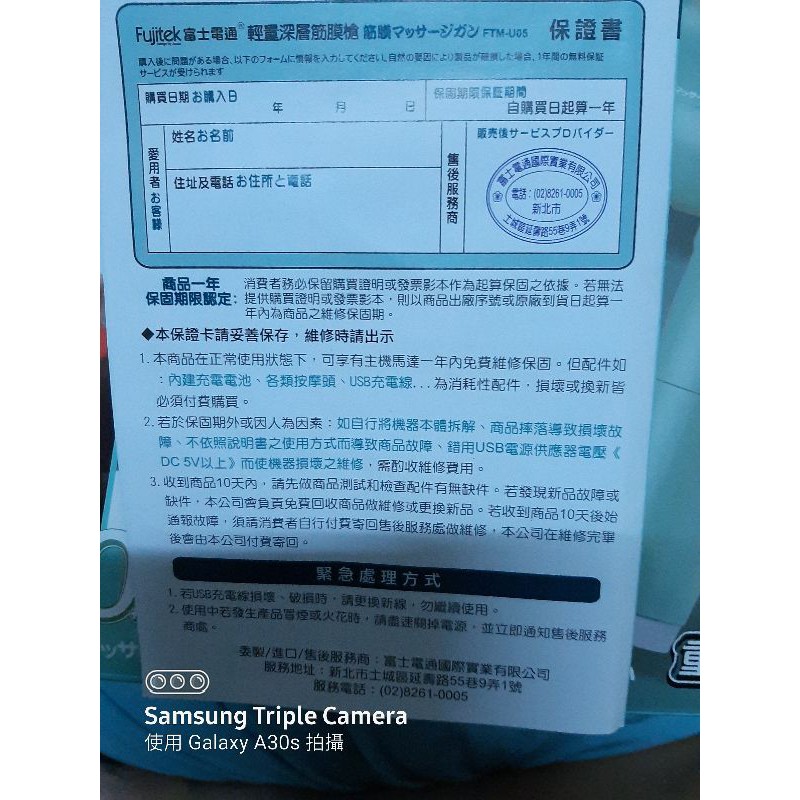 Fujitek 富士電通® 輕量深層筋膜槍 筋膜マッサージガン FTM-U05 保證書
購入後に問題がある場合、以下のフォームに情報を入力してください。自然の要因により製品が破損した場合、1年間の無料保証
サービスが受けられます
購買日期 お購入日
年 月 日
保固期限保証期間
自購買日起算一年
愛用者 お客様
姓名お名前
住址及電話 お住所と電話
售後服務商
販売後サービスプロバイダー
富士電通國際實業有限公司
電話:(02)8261-0005
新北市
土城區延壽路55巷9弄1號
商品一年
保固期限認定:
消費者務必保留購買證明或發票影本作為起算保固之依據。若無法
提供購買證明或發票影本,則以商品出廠序號或原廠到貨日起算一
年內為商品之維修保固期。
◆本保證卡請妥善保存,維修時請出示
1. 本商品在正常使用狀態下,可享有主機馬達一年內免費維修保固。但配件如
:內建充電電池、各類按摩頭、USB充電線...為消耗性配件,損壞或換新皆
必須付費購買。
2. 若於保固期外或因人為因素:如自行將機器本體拆解、商品摔落導致損壞故
障、不依照說明書之使用方式而導致商品故障、錯用USB電源供應器電壓《
DC 5V以上》而使機器損壞之維修,需酌收維修費用。
3. 收到商品10天內,請先做商品測試和檢查配件有無缺件。若發現新品故障或
缺件,本公司會負責免費回收商品做維修或更換新品。若收到商品10天後始
通報故障,須請消費者自行付費寄回售後服務處做維修,本公司在維修完畢
後會由本公司付費寄回。
緊急處理方式
1. 若USB充電線損壞、破損時,請更換新線,勿繼續使用。
2. 使用中若發生產品冒煙或火花時,請盡速關掉電源,並立即通知售後服務
商處。
委製/進口/售後服務商:富士電通國際實業有限公司
服務地址:新北市土城區延壽路55巷9弄1號
服務電話:(02)8261-0005
ッサ
Samsung Triple Camera
使用 Galaxy A30s 拍攝